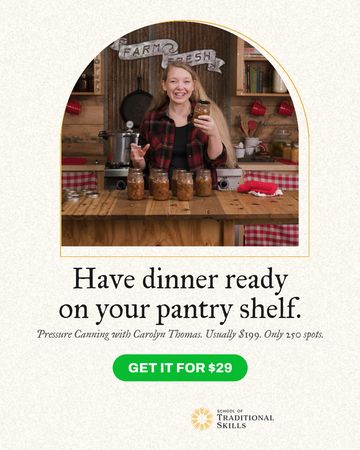 FARM
FRESH
Have dinner ready
on your pantry shelf.
Pressure Canning with Carolyn Thomas. Usually $199. Only 250 spots.
GET IT FOR $29
SCHOOL OF
TRADITIONAL
SKILLS